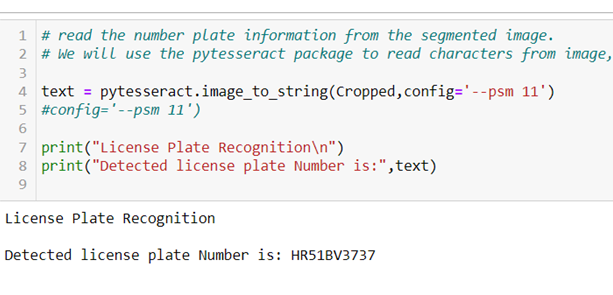 1 # read the number plate information from the segmented image.
2 # We will use the pytesseract package to read characters from image,
3
4 text = pytesseract.image_to_string(Cropped,config='--psm 11')
5 #config='--psm 11')
6
7 print("License Plate Recognition\n")
8 print("Detected license plate Number is:",text)
9
License Plate Recognition
Detected license plate Number is: HR51BV3737